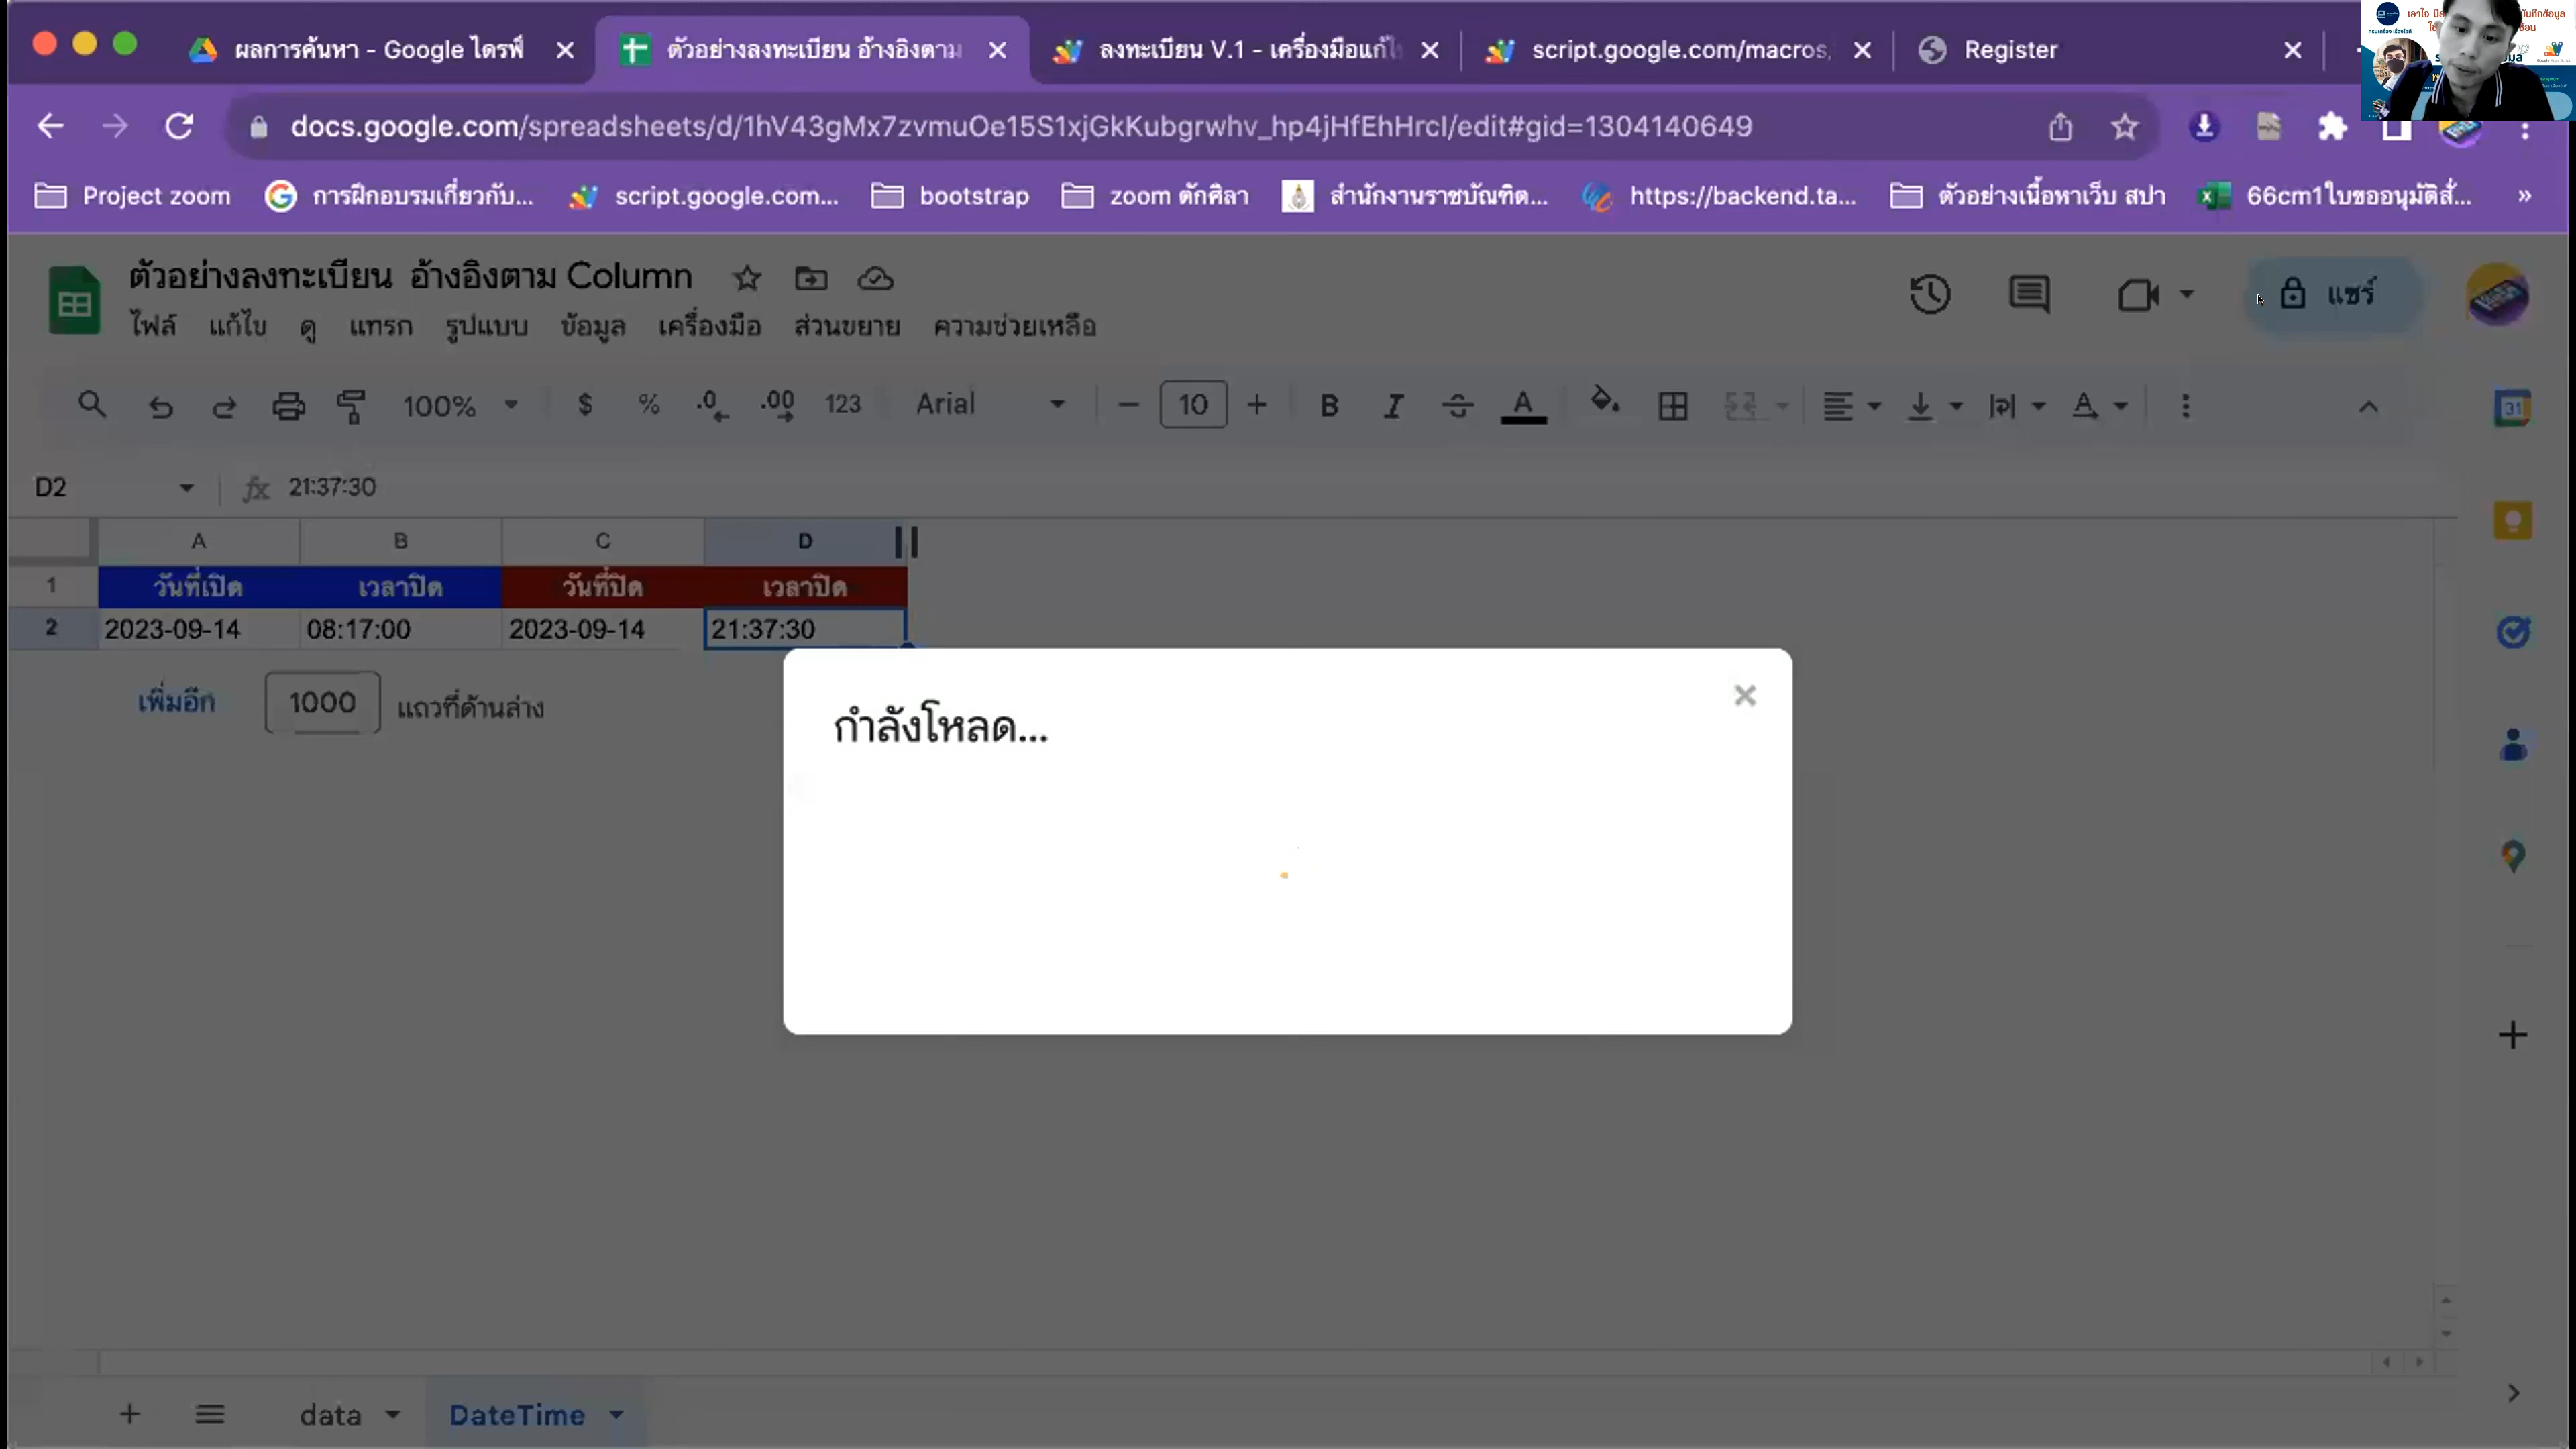 ผลการค้นหา - Google ไดรฟ์
ตัวอย่างลงทะเบียน อ้างอิงตาม
ลงทะเบียน V.1 - เครื่องมือแก้ไ
script.google.com/macros
Register
docs.google.com/spreadsheets/d/1hV43gMx7zvmuOe15S1xjGkKubgrwhv_hp4jHfEhHrcI/edit#gid=1304140649
Project zoom
การฝึกอบรมเกี่ยวกับ...
script.google.com...
bootstrap
zoom ตักศิลา
สำนักงานราชบัณฑิต...
https://backend.ta...
ตัวอย่างเนื้อหาเว็บ สปา
66cm1ใบขออนุมัติสั่...
ตัวอย่างลงทะเบียน อ้างอิงตาม Column
แชร์
ไฟล์ แก้ไข ดู แทรก รูปแบบ ข้อมูล เครื่องมือ ส่วนขยาย ความช่วยเหลือ
100% $ % .0 .00 123 Arial 10 B I A
31
D2 fx 21:37:30
A B C D
1 วันที่เปิด เวลาปิด วันที่ปิด เวลาปิด
2 2023-09-14 08:17:00 2023-09-14 21:37:30
เพิ่มอีก 1000 แถวที่ด้านล่าง
กำลังโหลด...
data DateTime